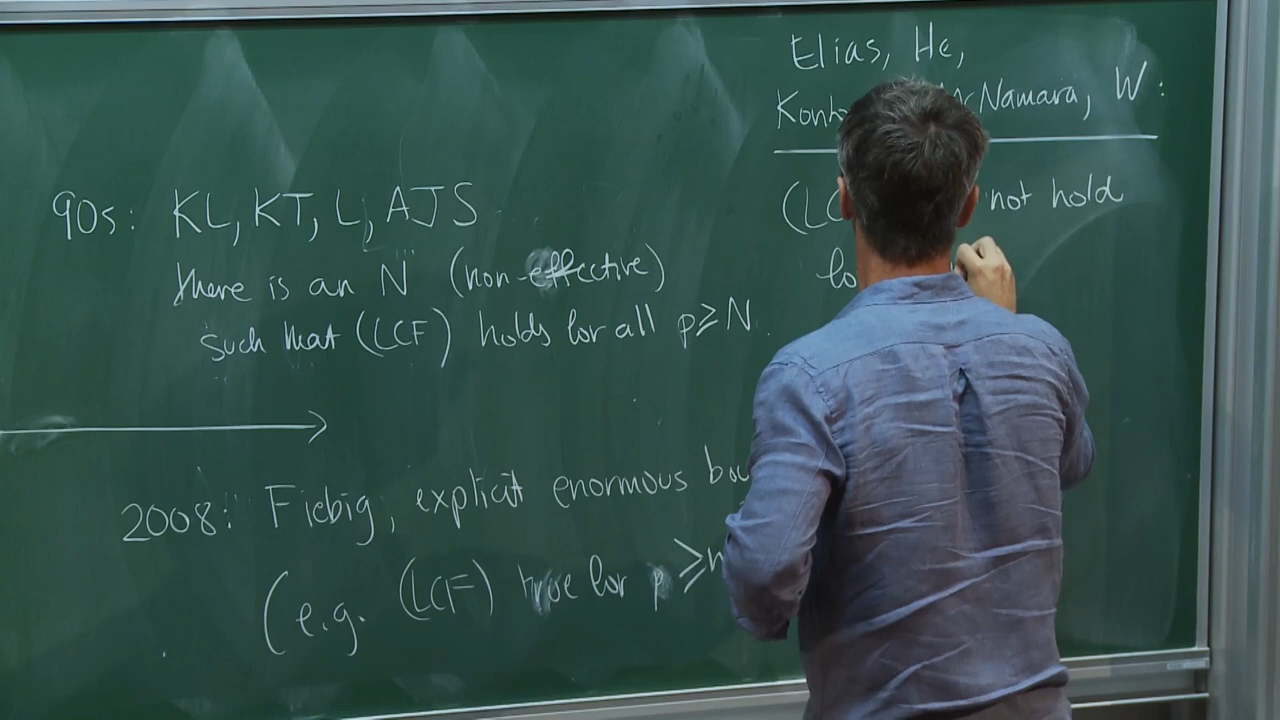 90s: KL, KT, L, AJS
there is an N (non-effective)
such that (LCF) holds for all p ≥ N.
2008: Fiebig, explicit enormous
(e.g. (LCF) true for p ≥
Elias, He,
Namara, W:
not hold